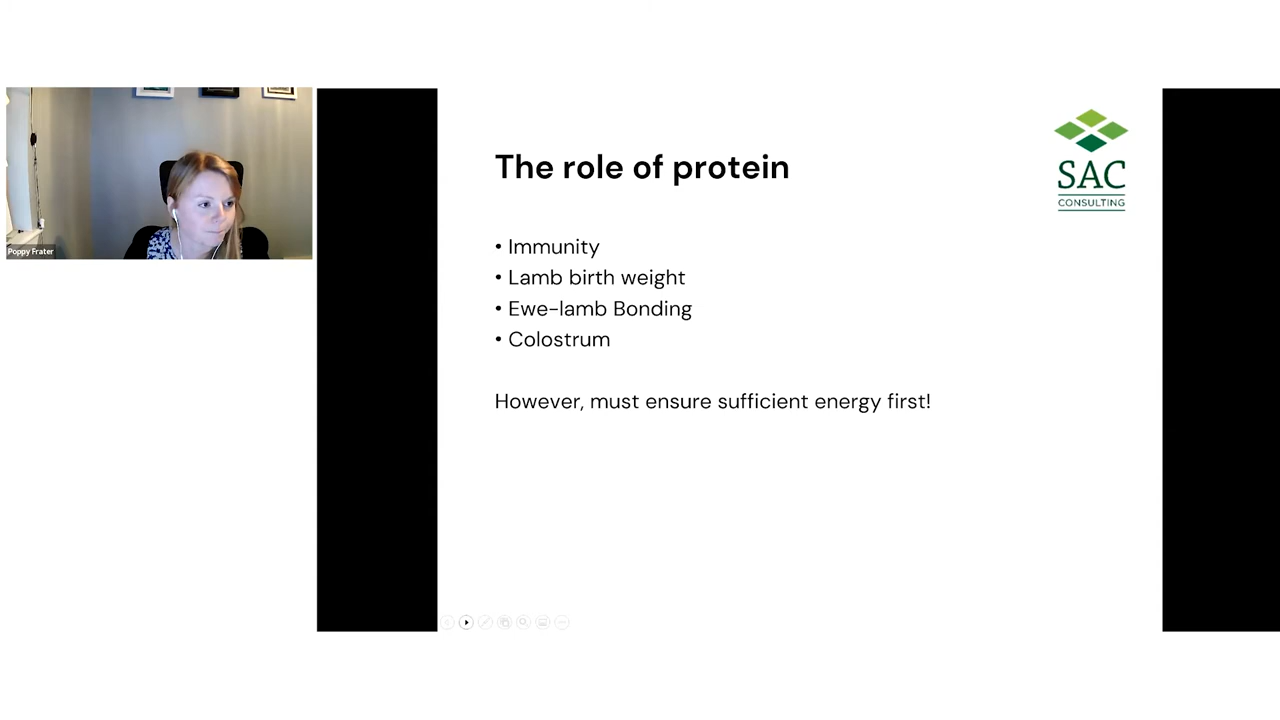 Poppy Frater
The role of protein
SAC
CONSULTING
• Immunity
• Lamb birth weight
• Ewe-lamb Bonding
• Colostrum
However, must ensure sufficient energy first!